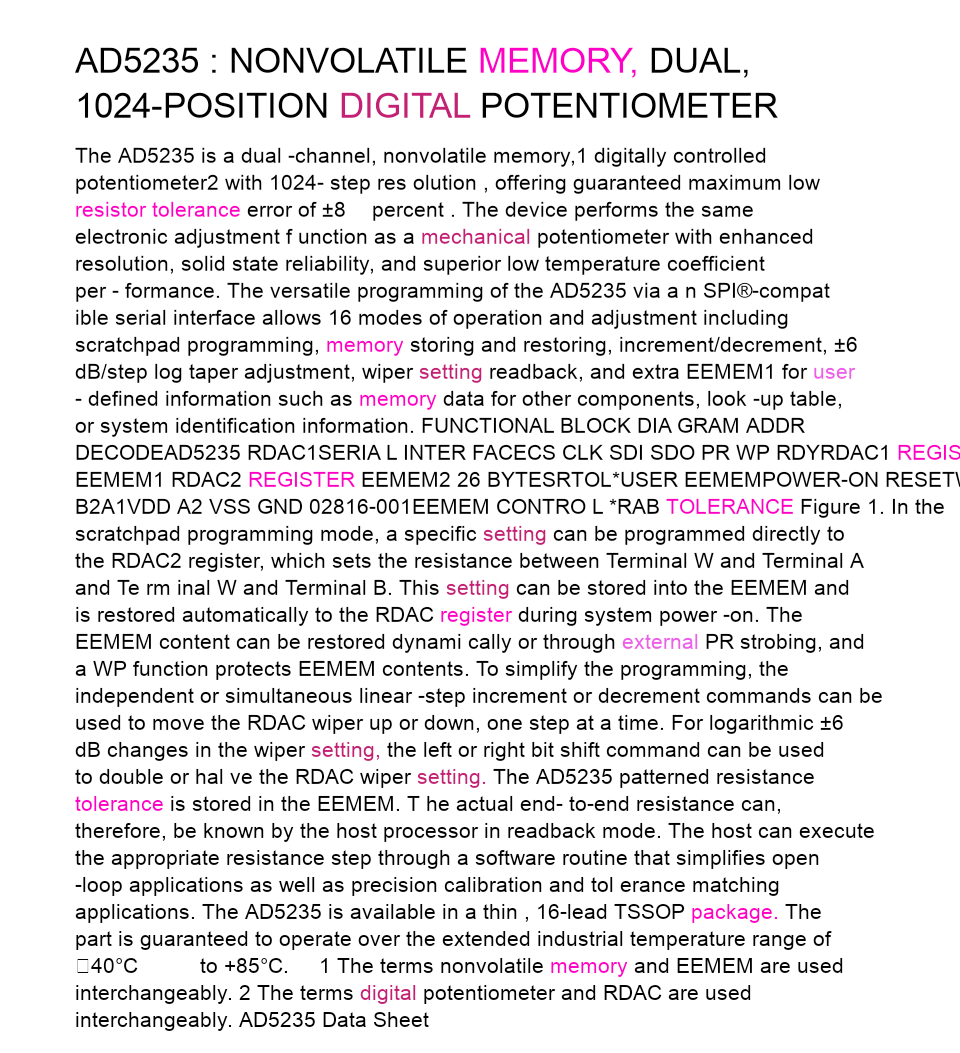 AD5235 : NONVOLATILE MEMORY, DUAL,
1024-POSITION DIGITAL POTENTIOMETER
The AD5235 is a dual -channel, nonvolatile memory,1 digitally controlled
potentiometer2 with 1024- step res olution , offering guaranteed maximum low
resistor tolerance error of ±8 percent . The device performs the same
electronic adjustment f unction as a mechanical potentiometer with enhanced
resolution, solid state reliability, and superior low temperature coefficient
per - formance. The versatile programming of the AD5235 via a n SPI®-compat
ible serial interface allows 16 modes of operation and adjustment including
scratchpad programming, memory storing and restoring, increment/decrement, ±6
dB/step log taper adjustment, wiper setting readback, and extra EEMEM1 for user
- defined information such as memory data for other components, look -up table,
or system identification information. FUNCTIONAL BLOCK DIA GRAM ADDR
DECODEAD5235 RDAC1SERIA L INTER FACECS CLK SDI SDO PR WP RDYRDAC1 REGIS
EEMEM1 RDAC2 REGISTER EEMEM2 26 BYTESRTOL*USER EEMEMPOWER-ON RESETW
B2A1VDD A2 VSS GND 02816-001EEMEM CONTRO L *RAB TOLERANCE Figure 1. In the
scratchpad programming mode, a specific setting can be programmed directly to
the RDAC2 register, which sets the resistance between Terminal W and Terminal A
and Te rm inal W and Terminal B. This setting can be stored into the EEMEM and
is restored automatically to the RDAC register during system power -on. The
EEMEM content can be restored dynami cally or through external PR strobing, and
a WP function protects EEMEM contents. To simplify the programming, the
independent or simultaneous linear -step increment or decrement commands can be
used to move the RDAC wiper up or down, one step at a time. For logarithmic ±6
dB changes in the wiper setting, the left or right bit shift command can be used
to double or hal ve the RDAC wiper setting. The AD5235 patterned resistance
tolerance is stored in the EEMEM. T he actual end- to-end resistance can,
therefore, be known by the host processor in readback mode. The host can execute
the appropriate resistance step through a software routine that simplifies open
-loop applications as well as precision calibration and tol erance matching
applications. The AD5235 is available in a thin , 16-lead TSSOP package. The
part is guaranteed to operate over the extended industrial temperature range of
40°C to +85°C. 1 The terms nonvolatile memory and EEMEM are used
interchangeably. 2 The terms digital potentiometer and RDAC are used
interchangeably. AD5235 Data Sheet